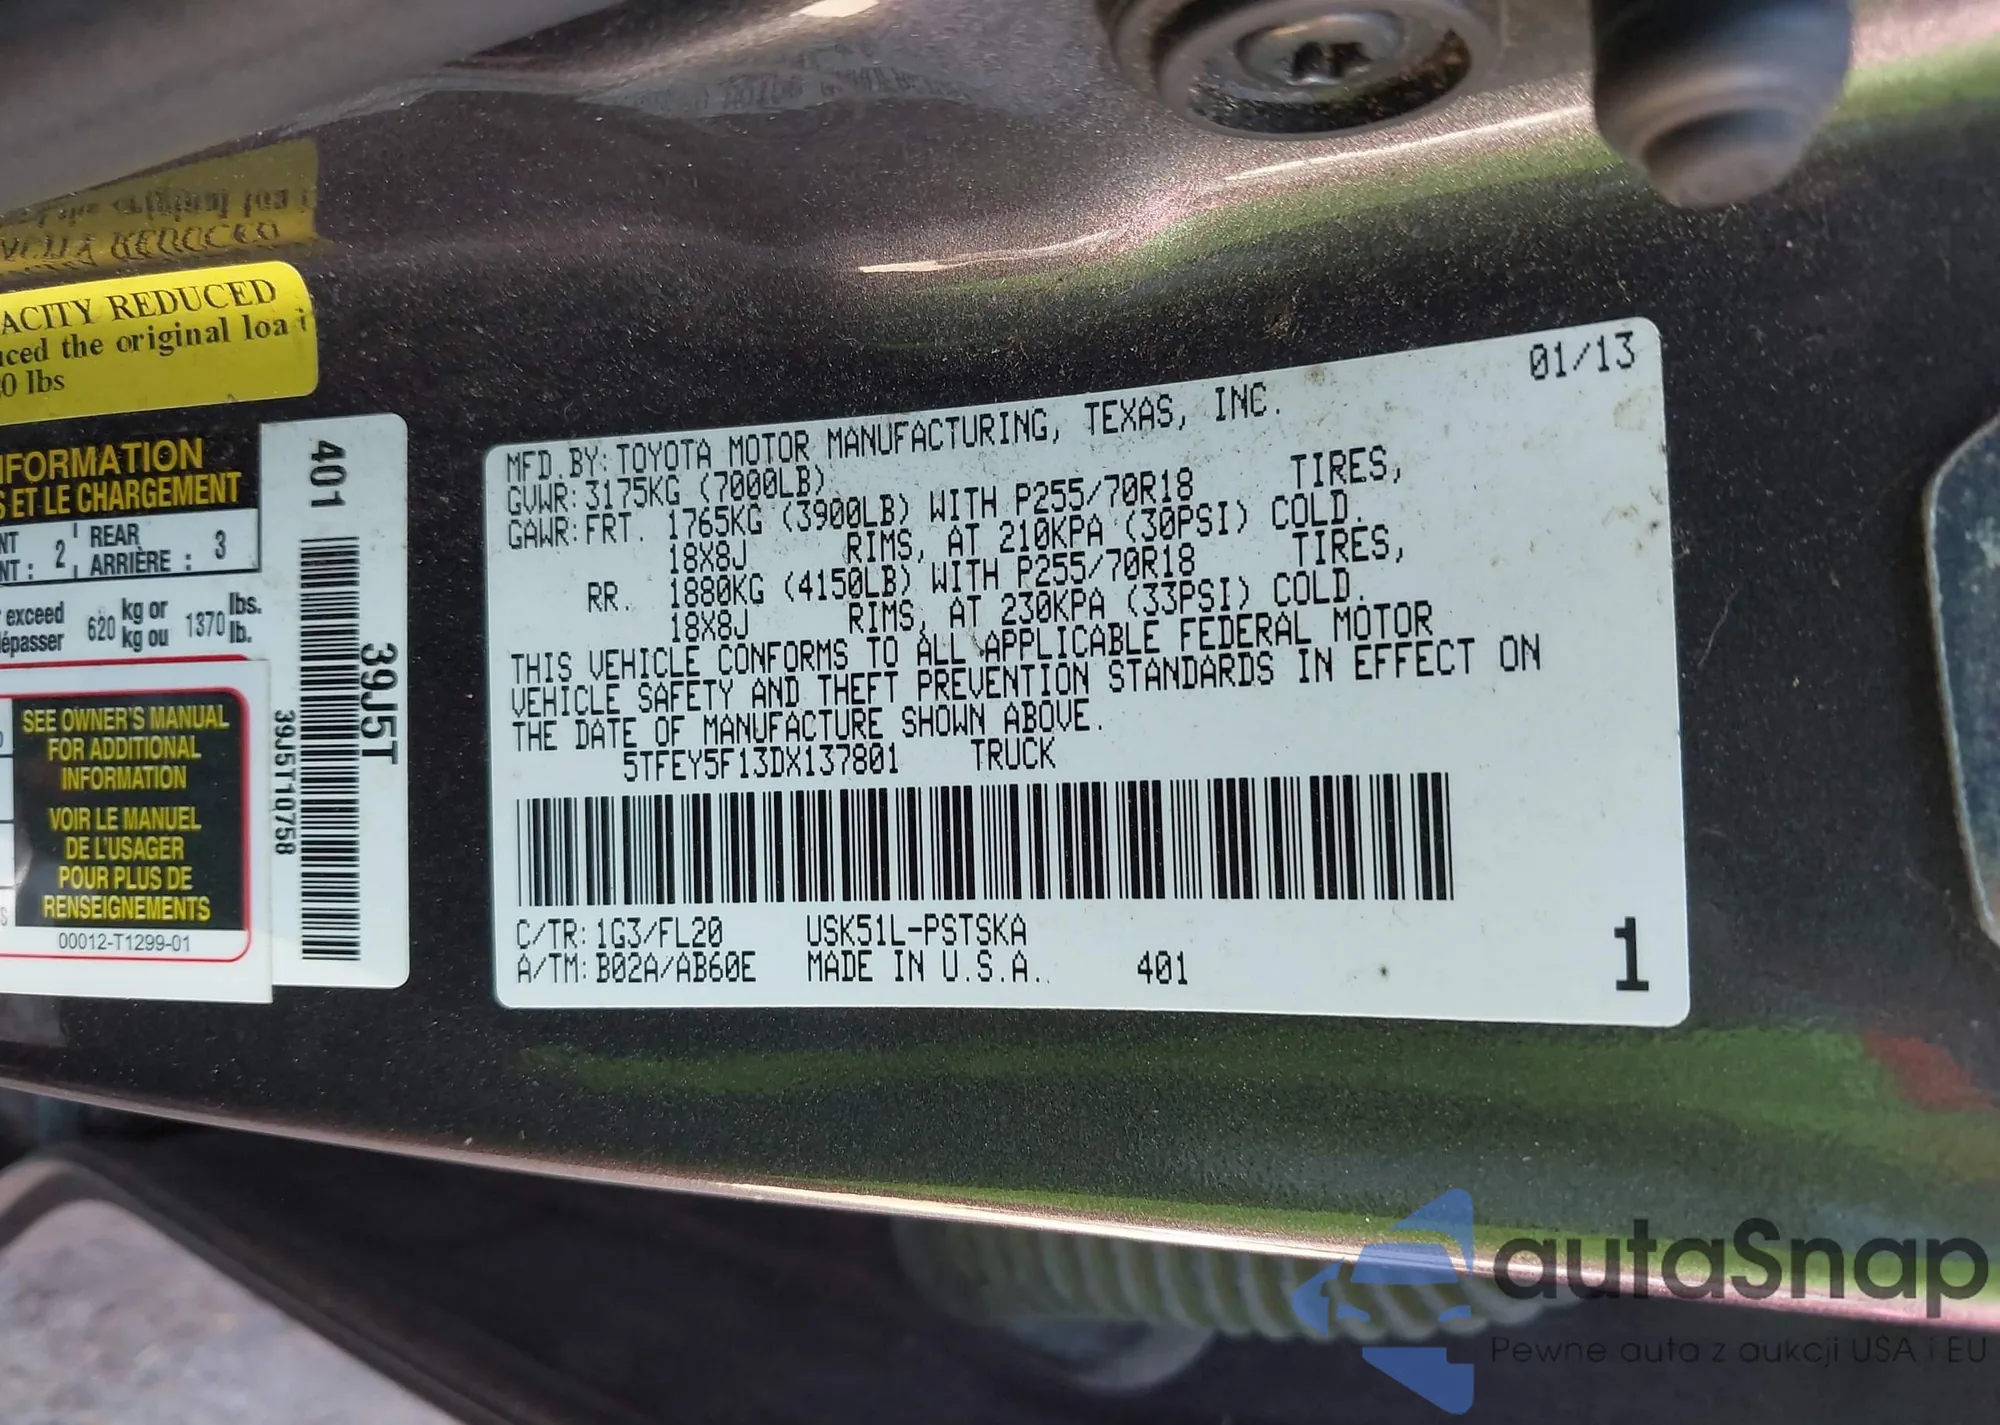 ACITY REDUCED
uced the original loa
0 lbs
NFORMATION
S ET LE CHARGEMENT
NT
NT :
2
REAR
ARRIÈRE :
3
exceed
dépasser
620
kg or
kg ou
1370
lbs.
lb.
SEE OWNER'S MANUAL
FOR ADDITIONAL
INFORMATION
VOIR LE MANUEL
DE L'USAGER
POUR PLUS DE
RENSEIGNEMENTS
00012-T1299-01
401
39J5T
39J5T10758
01/13
MFD.BY:TOYOTA MOTOR MANUFACTURING, TEXAS, INC.
GVWR:3175KG (7000LB)
GAWR:FRT. 1765KG (3900LB) WITH P255/70R18 TIRES,
18X8J RIMS, AT 210KPA (30PSI) COLD.
RR. 1880KG (4150LB) WITH P255/70R18 TIRES,
18X8J RIMS, AT 230KPA (33PSI) COLD.
THIS VEHICLE CONFORMS TO ALL APPLICABLE FEDERAL MOTOR
VEHICLE SAFETY AND THEFT PREVENTION STANDARDS IN EFFECT ON
THE DATE OF MANUFACTURE SHOWN ABOVE.
5TFEY5F13DX137801 TRUCK
C/TR:1G3/FL20 USK51L-PSTSKA
A/TM:B02A/AB60E MADE IN U.S.A. 401
1
autaSnap
Pewne auta z aukcji USA i EU